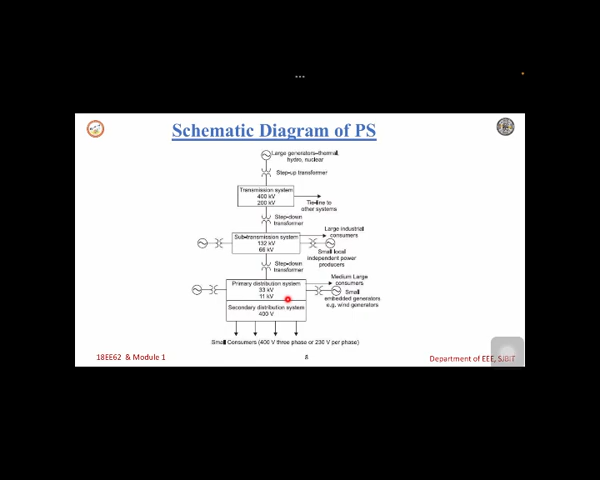 Schematic Diagram of PS
Large generators-thermal,
hydro, nuclear
Step-up transformer
Transmission system
400 kV
200 kV
Tie-line to
other systems
Step-down
transformer
Large industrial
consumers
Sub-transmission system
132 kV
66 kV
Small local
independent power
producers
Step-down
transformer
Medium Large
consumers
Primary distribution system
33 kV
11 kV
Small
embedded generators
e.g, wind generators
Secondary distribution system
400 V
Small Consumers (400 V three phase or 230 V per phase)
18EE62 & Module 1
8
Department of EEE, SJBIT